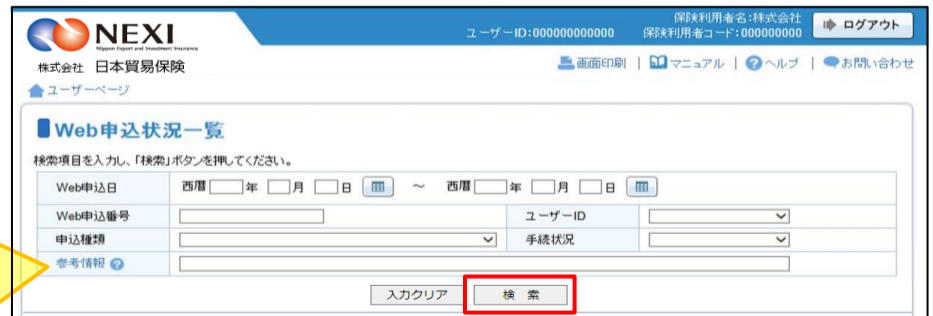 NEXI
Nippon Export and Investment Insurance
株式会社 日本貿易保険
ユーザーID:000000000000
保険利用者名:株式会社
保険利用者コード:000000000
ログアウト
画面印刷 | マニュアル | ヘルプ | お問い合わせ
ユーザーページ
Web申込状況一覧
検索項目を入力し、「検索」ボタンを押してください。
Web申込日 西暦 年 月 日 ~ 西暦 年 月 日
Web申込番号 ユーザーID
申込種類 手続状況
参考情報 ?
入力クリア 検 索